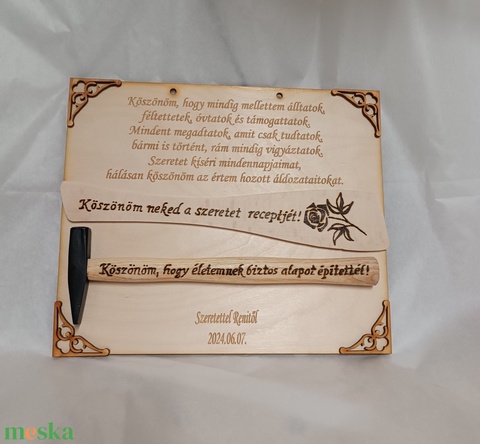 Köszönöm, hogy mindig mellettem álltatok,
féltettetek, óvtatok és támogattatok.
Mindent megadtatok, amit csak tudtatok,
bármi is történt, rám mindig vigyáztatok.
Szeretet kíséri mindennapjaimat,
hálásan köszönöm az értem hozott áldozataitokat.
Köszönöm neked a szeretet receptjét!
Köszönöm, hogy életemnek biztos alapot építettél!
Szeretettel Renitől
2024.06.07.
meska